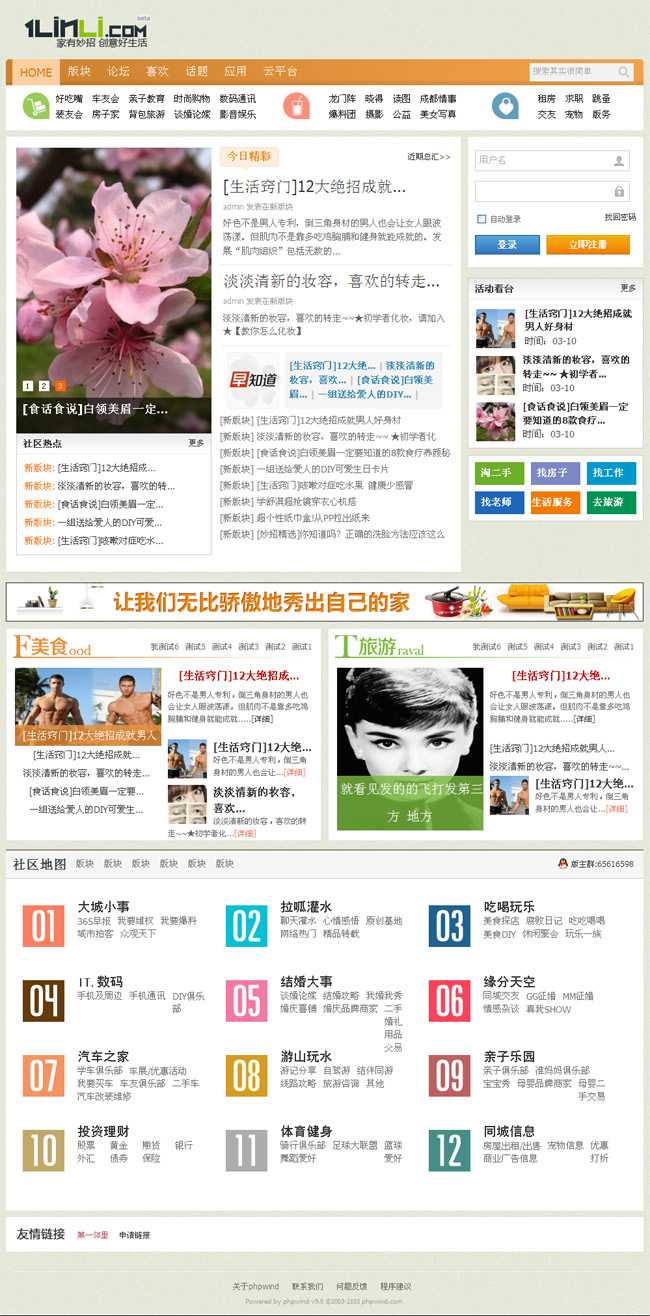 1LinLi.com beta
家有妙招 创意好生活
HOME 版块 论坛 喜欢 话题 应用 云平台
搜索其实很简单
好吃嘴 车友会 亲子教育 时尚购物 数码通讯
装友会 房子家 背包旅游 谈婚论嫁 影音娱乐
龙门阵 晓得 读图 成都情事
爆料团 摄影 公益 美女写真
租房 求职 跳蚤
交友 宠物 版务
1 2 3
[食话食说]白领美眉一定...
社区热点 更多
新版块: [生活窍门]12大绝招成...
新版块: 淡淡清新的妆容，喜欢的转...
新版块: [食话食说]白领美眉一定...
新版块: 一组送给爱人的DIY可爱...
新版块: [生活窍门]咳嗽对症吃水...
今日精彩 近期总汇>>
[生活窍门]12大绝招成就...
admin 发表在新版块
好色不是男人专利，倒三角身材的男人也会让女人眼波
荡漾。但肌肉不是靠多吃鸡胸脯和健身就能成就的。发
展“肌肉组织”包括无数的...
淡淡清新的妆容，喜欢的转走...
admin 发表在新版块
淡淡清新的妆容，喜欢的转走~~★初学者化妆，请加入
★【教你怎么化妆】
早知道
[生活窍门]12大绝... | 淡淡清新的妆
容，喜欢... | [食话食说]白领美
眉... | 一组送给爱人的DIY... |
[新版块] [生活窍门]12大绝招成就男人好身材
[新版块] 淡淡清新的妆容，喜欢的转走~~ ★初学者化
[新版块] [食话食说]白领美眉一定要知道的8款食疗养颜秘
[新版块] 一组送给爱人的DIY可爱生日卡片
[新版块] [生活窍门]咳嗽对症吃水果 健康少感冒
[新版块] 学舒淇超抢镜穿衣心机搭
[新版块] 超个性纸巾盒!从PP拉出纸来
[新版块] [妙招精选]你知道吗？正确的洗脸方法应该这么
用户名
自动登录 找回密码
登录 立即注册
活动看台 更多
[生活窍门]12大绝招成就
男人好身材
时间：03-10
淡淡清新的妆容，喜欢的
转走~~ ★初学者...
时间：03-10
[食话食说]白领美眉一定
要知道的8款食疗...
时间：03-10
淘二手 找房子 找工作
找老师 生活服务 跳蚤市
让我们无比骄傲地秀出自己的家
F美食ood 我测试6 测试5 测试4 测试3 测试2 测试1
[生活窍门]12大绝招成就男人
[生活窍门]12大绝招成就...
淡淡清新的妆容，喜欢的转走...
[食话食说]白领美眉一定要...
一组送给爱人的DIY可爱生...
[生活窍门]12大绝招成...
好色不是男人专利，倒三角身材的男人也
会让女人眼波荡漾。但肌肉不是靠多吃鸡
胸脯和健身就能成就.....[详细]
[生活窍门]12大绝...
好色不是男人专利，倒三角
身材的男人也会让...[详细]
淡淡清新的妆容，
喜欢...
淡淡清新的妆容，喜欢的转
走~~★初学者化...[详细]
T旅游raval 我测试6 测试5 测试4 测试3 测试2 测试1
就看见发的的飞打发第三
方 地方
[生活窍门]12大绝...
好色不是男人专利，倒三角身材的男人也
会让女人眼波荡漾。但肌肉不是靠多吃鸡
胸脯和健身就能成就.....[详细]
[生活窍门]12大绝招成就男人...
淡淡清新的妆容，喜欢的转走~~...
[生活窍门]12大绝...
好色不是男人专利，倒三角
身材的男人也会让...[详细]
社区地图 版块 版块 版块 版块 版块 版块
版主群:65616598
01 大城小事
365早报 我要维权 我要爆料
城市拍客 众观天下
02 拉呱灌水
聊天灌水 心情感悟 原创基地
网络热门 精品转载
03 吃喝玩乐
美食探店 腐败日记 吃吃喝喝
美食DIY 休闲聚会 玩乐一族
04 IT. 数码
手机及周边 手机通讯 DIY俱乐
部
05 结婚大事
谈婚论嫁 结婚攻略 我婚我秀
婚庆喜铺 婚庆品牌商家 二手
婚礼
用品
交易
06 缘分天空
同城交友 GG征婚 MM征婚
情感杂谈 真我SHOW
07 汽车之家
学车俱乐部 车展/优惠活动
我要买车 车友俱乐部 二手车
汽车改装维修
08 游山玩水
游记分享 自驾游 结伴同游
线路攻略 旅游咨询 其他
09 亲子乐园
亲子俱乐部 准妈妈俱乐部
宝宝秀 母婴品牌商家 母婴二
手交易
10 投资理财
股票 黄金 期货 银行
外汇 债券 保险
11 体育健身
骑行俱乐部 足球大联盟 蓝球
舞蹈爱好 爱好
12 同城信息
房屋出租/出售 宠物信息 优惠
商业广告信息 打折
友情链接 第一邻里 申请链接
关于phpwind 联系我们 问题反馈 程序建议